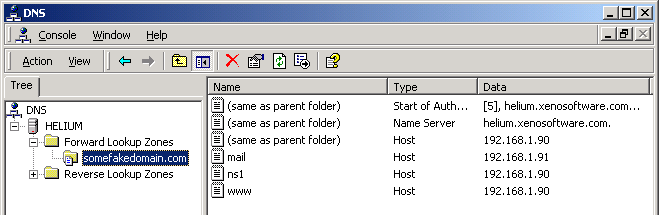 DNS
Console Window Help
Action View
Tree
Name Type Data
DNS
HELIUM
Forward Lookup Zones
somefakedomain.com
Reverse Lookup Zones
(same as parent folder) Start of Auth... [5], helium.xenosoftware.com...
(same as parent folder) Name Server helium.xenosoftware.com.
(same as parent folder) Host 192.168.1.90
mail Host 192.168.1.91
ns1 Host 192.168.1.90
www Host 192.168.1.90